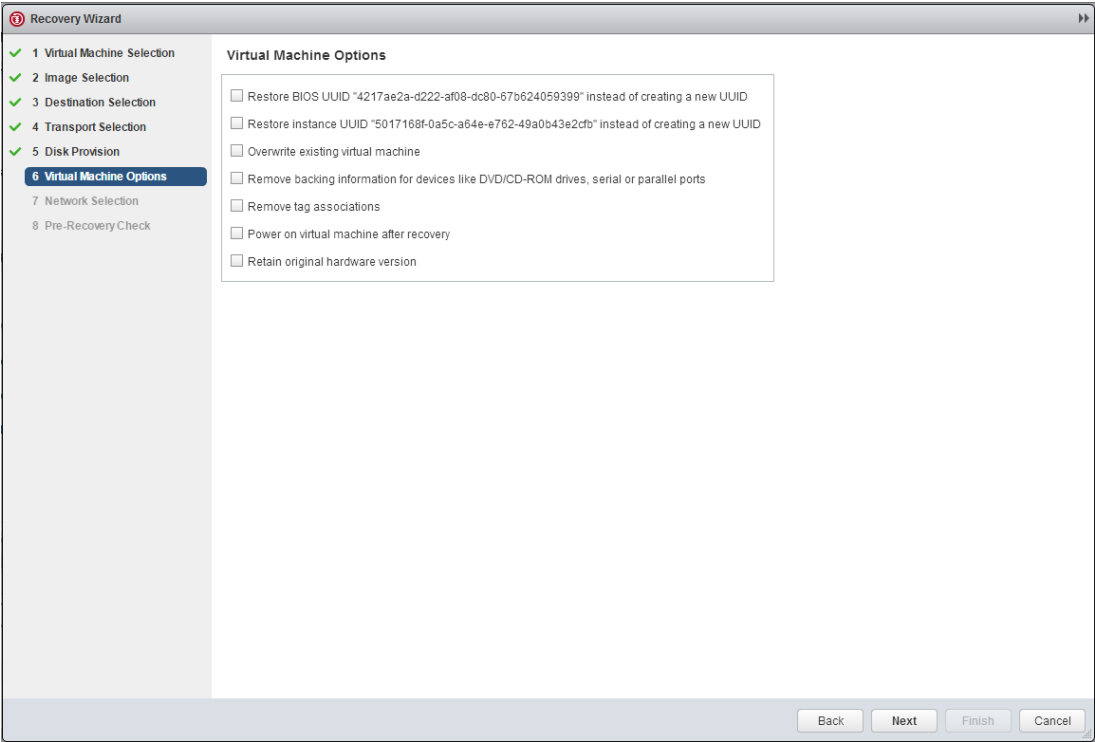 Recovery Wizard
1 Virtual Machine Selection
2 Image Selection
3 Destination Selection
4 Transport Selection
5 Disk Provision
6 Virtual Machine Options
7 Network Selection
8 Pre-Recovery Check
Virtual Machine Options
Restore BIOS UUID "4217ae2a-d222-af08-dc80-67b624059399" instead of creating a new UUID
Restore instance UUID "5017168f-0a5c-a64e-e762-49a0b43e2cfb" instead of creating a new UUID
Overwrite existing virtual machine
Remove backing information for devices like DVD/CD-ROM drives, serial or parallel ports
Remove tag associations
Power on virtual machine after recovery
Retain original hardware version
Back Next Finish Cancel